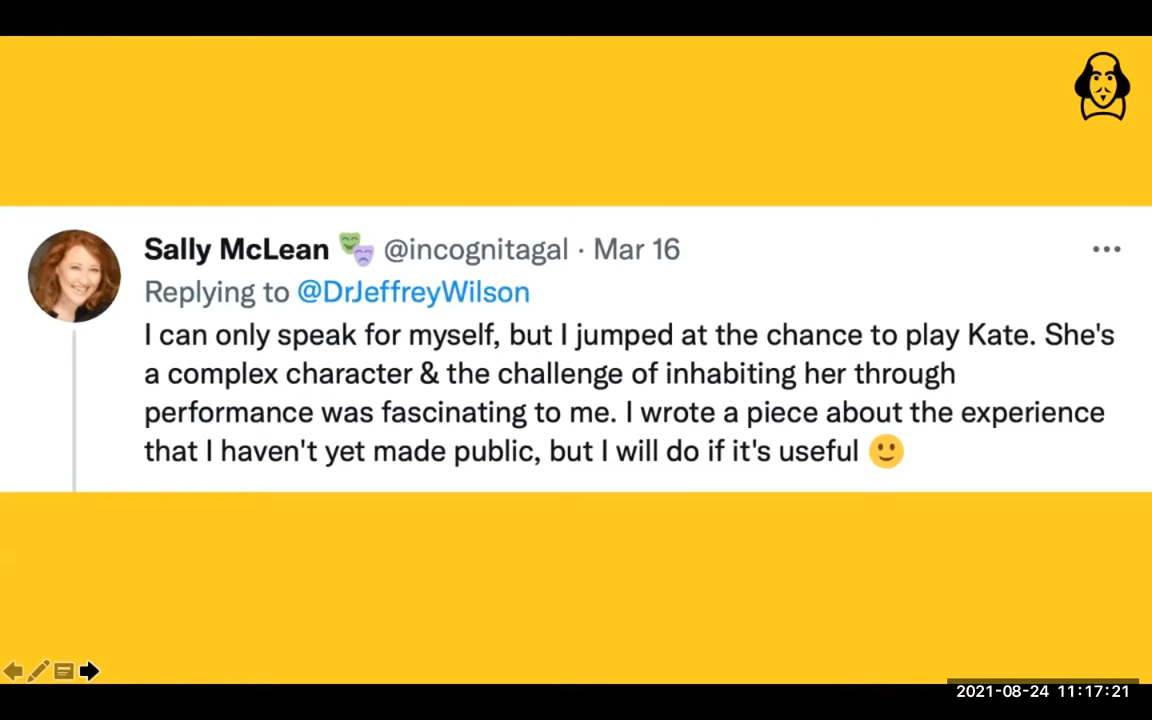 Sally McLean 🎭 @incognitagal · Mar 16
Replying to @DrJeffreyWilson
I can only speak for myself, but I jumped at the chance to play Kate. She's
a complex character & the challenge of inhabiting her through
performance was fascinating to me. I wrote a piece about the experience
that I haven't yet made public, but I will do if it's useful 🙂
2021-08-24 11:17:21